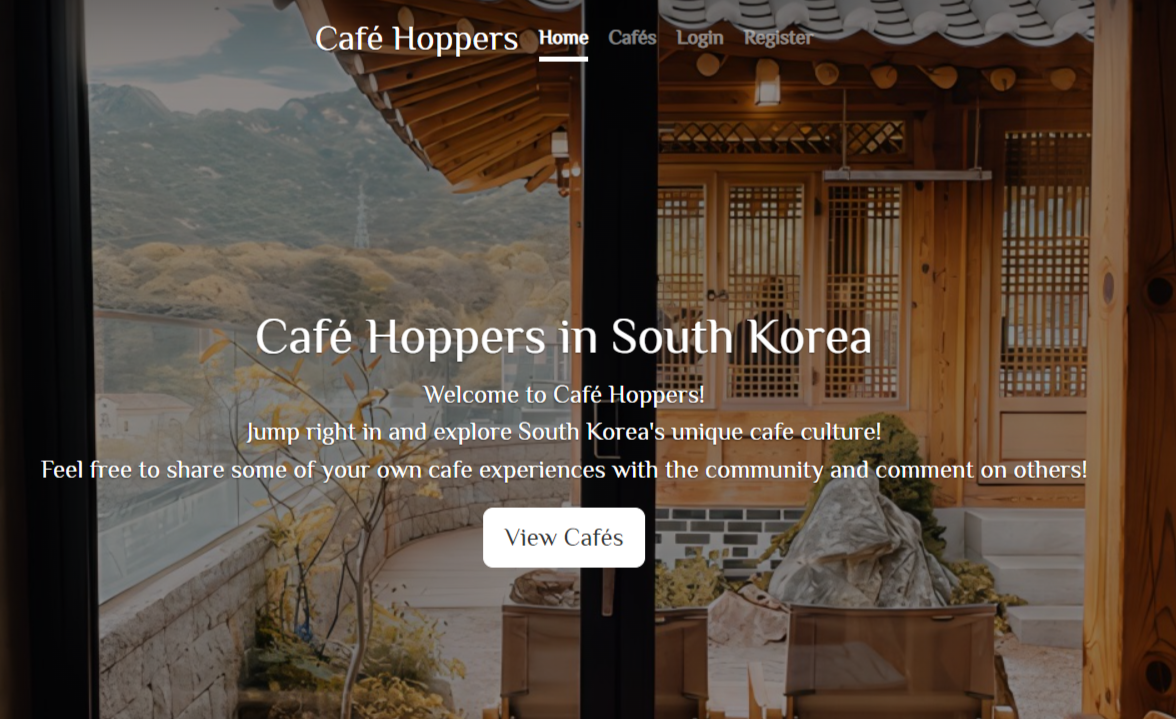 Café Hoppers Home Cafés Login Register
Café Hoppers in South Korea
Welcome to Café Hoppers!
Jump right in and explore South Korea's unique cafe culture!
Feel free to share some of your own cafe experiences with the community and comment on others!
View Cafés